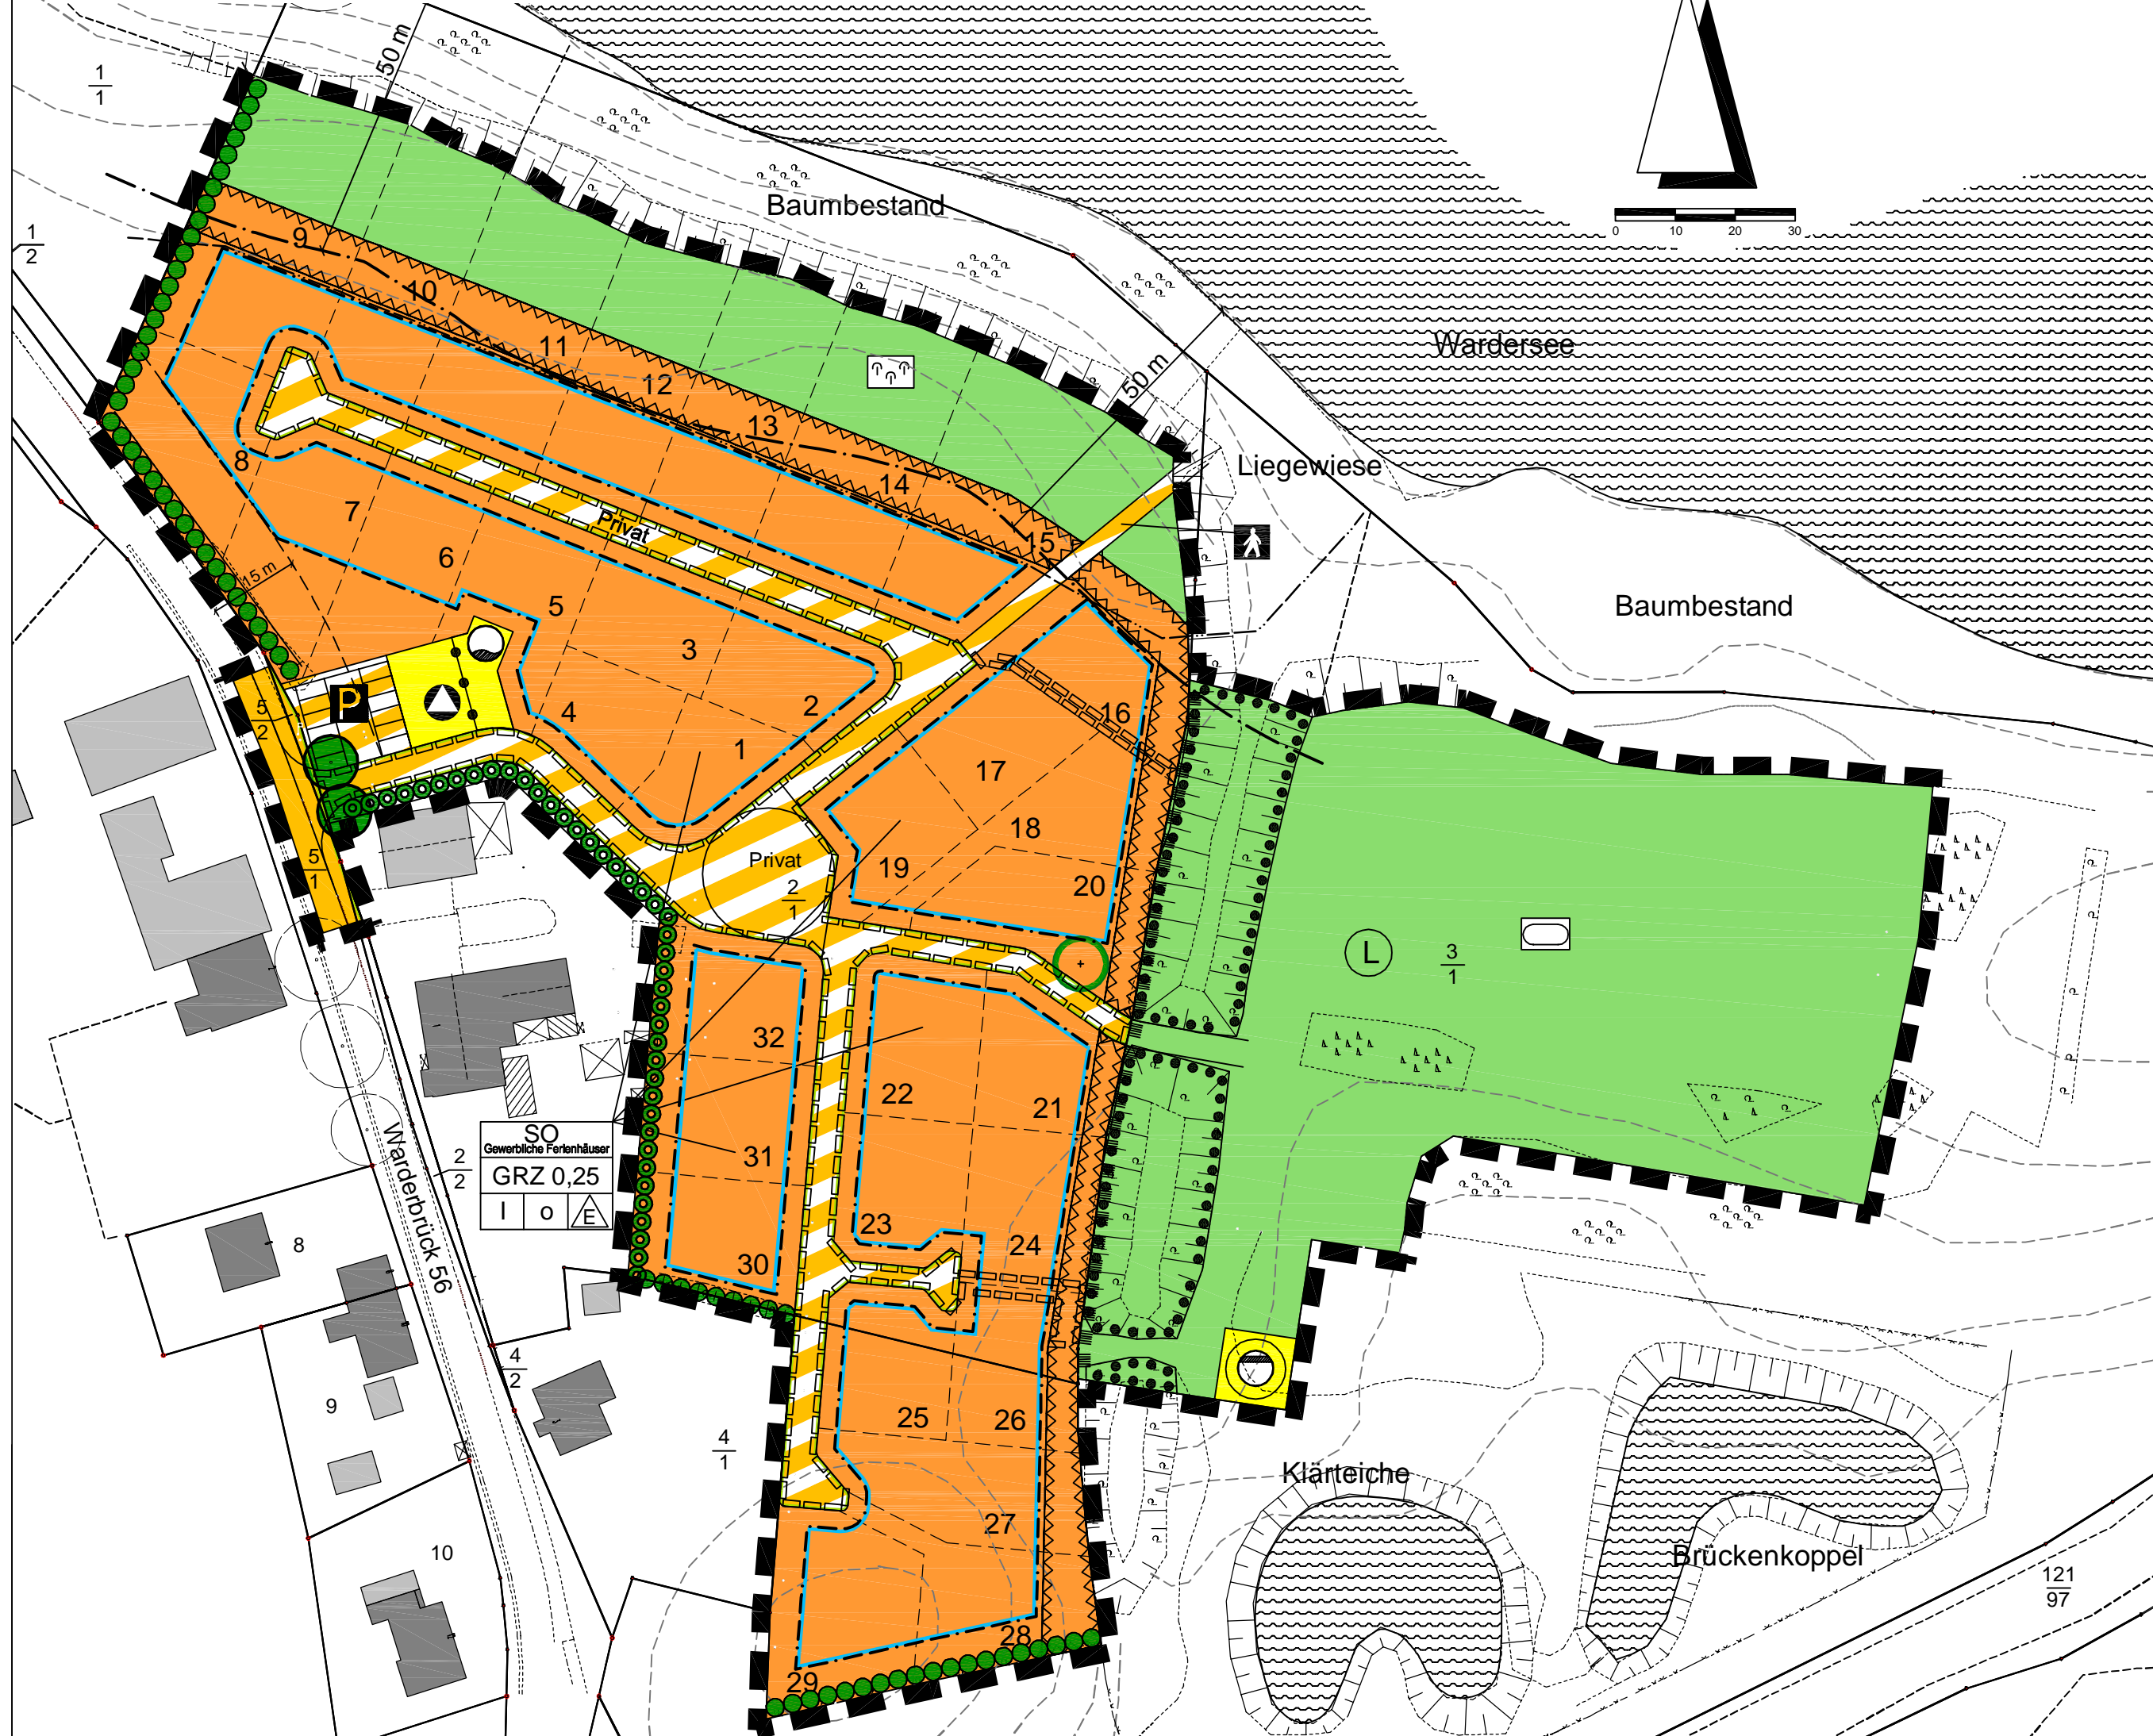 50 m
1
1
1
2
Baumbestand
0 10 20 30
Wardersee
50 m
Liegewiese
Baumbestand
9
10
11
12
13
14
15
8
7
6
5
3
4
2
1
Privat
15 m
P
5
2
5
1
16
17
18
19
20
Privat
2
1
L
3
1
32
31
30
22
21
23
24
25
26
27
28
29
SO
Gewerbliche Ferienhäuser
GRZ 0,25
I o E
Warderbrück 56
2
2
8
9
10
4
2
4
1
Klärteiche
Brückenkoppel
121
97